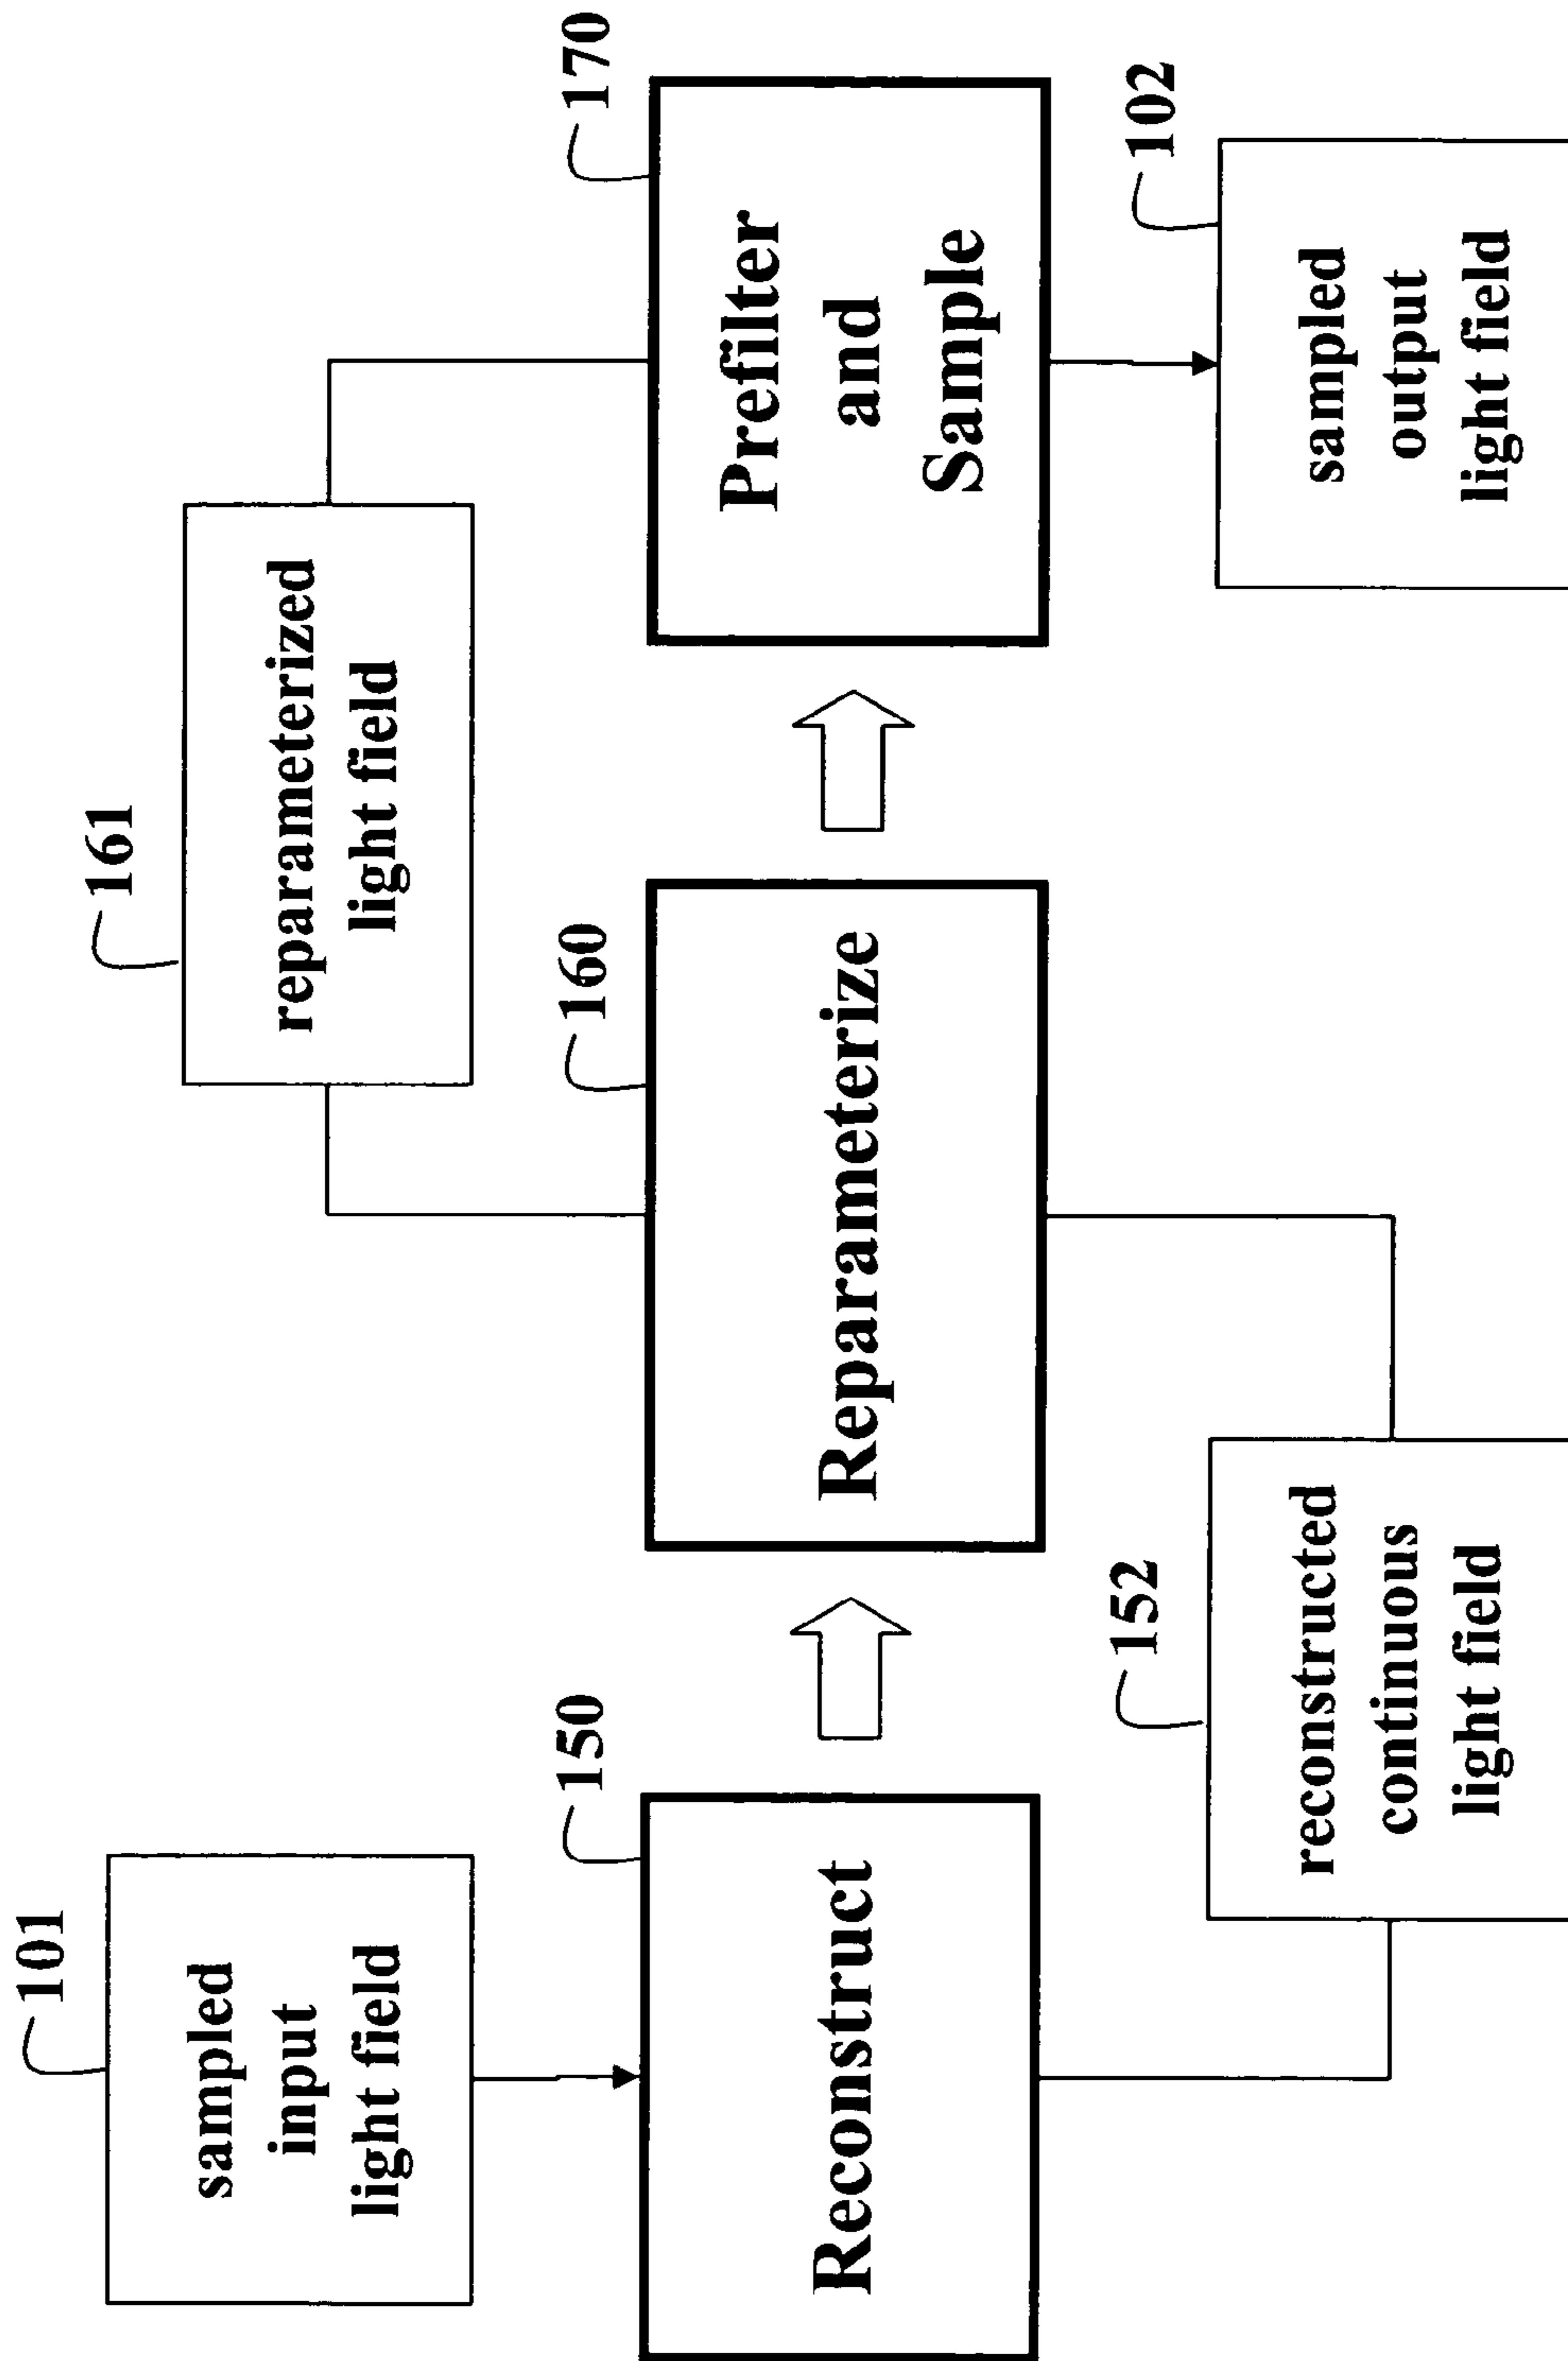 101
sampled
input
light field
150
Reconstruct
152
reconstructed
continuous
light field
160
Reparameterize
161
reparameterized
light field
170
Prefilter
and
Sample
102
sampled
output
light field